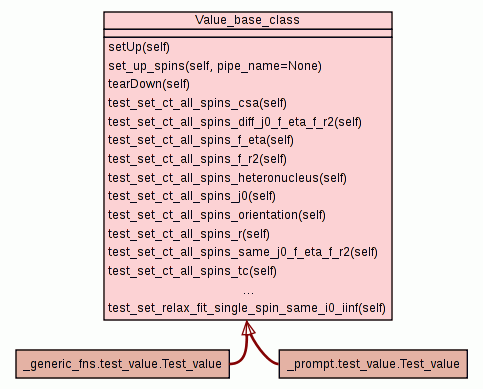 Value_base_class
setUp(self)
set_up_spins(self, pipe_name=None)
tearDown(self)
test_set_ct_all_spins_csa(self)
test_set_ct_all_spins_diff_j0_f_eta_f_r2(self)
test_set_ct_all_spins_f_eta(self)
test_set_ct_all_spins_f_r2(self)
test_set_ct_all_spins_heteronucleus(self)
test_set_ct_all_spins_j0(self)
test_set_ct_all_spins_orientation(self)
test_set_ct_all_spins_r(self)
test_set_ct_all_spins_same_j0_f_eta_f_r2(self)
test_set_ct_all_spins_tc(self)
...
test_set_relax_fit_single_spin_same_i0_iinf(self)
_generic_fns.test_value.Test_value
_prompt.test_value.Test_value